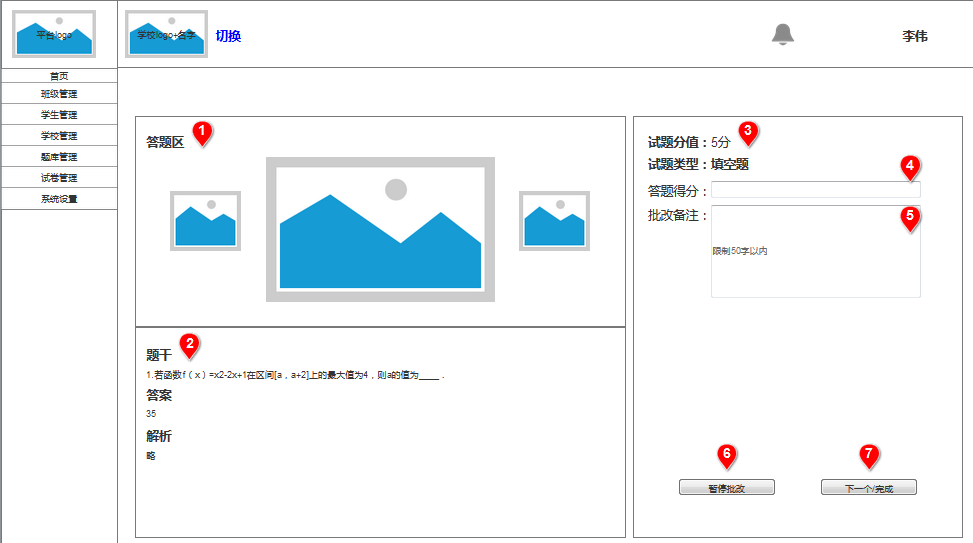 平台logo
学校logo+名字
切换
李伟
首页
班级管理
学生管理
学校管理
题库管理
试卷管理
系统设置
答题区
1
题干
2
1.若函数f（x）=x2-2x+1在区间[a，a+2]上的最大值为4，则a的值为____．
答案
35
解析
略
试题分值：5分
3
试题类型：填空题
4
答题得分：
批改备注：
5
限制50字以内
6
7
暂停批改
下一个/完成